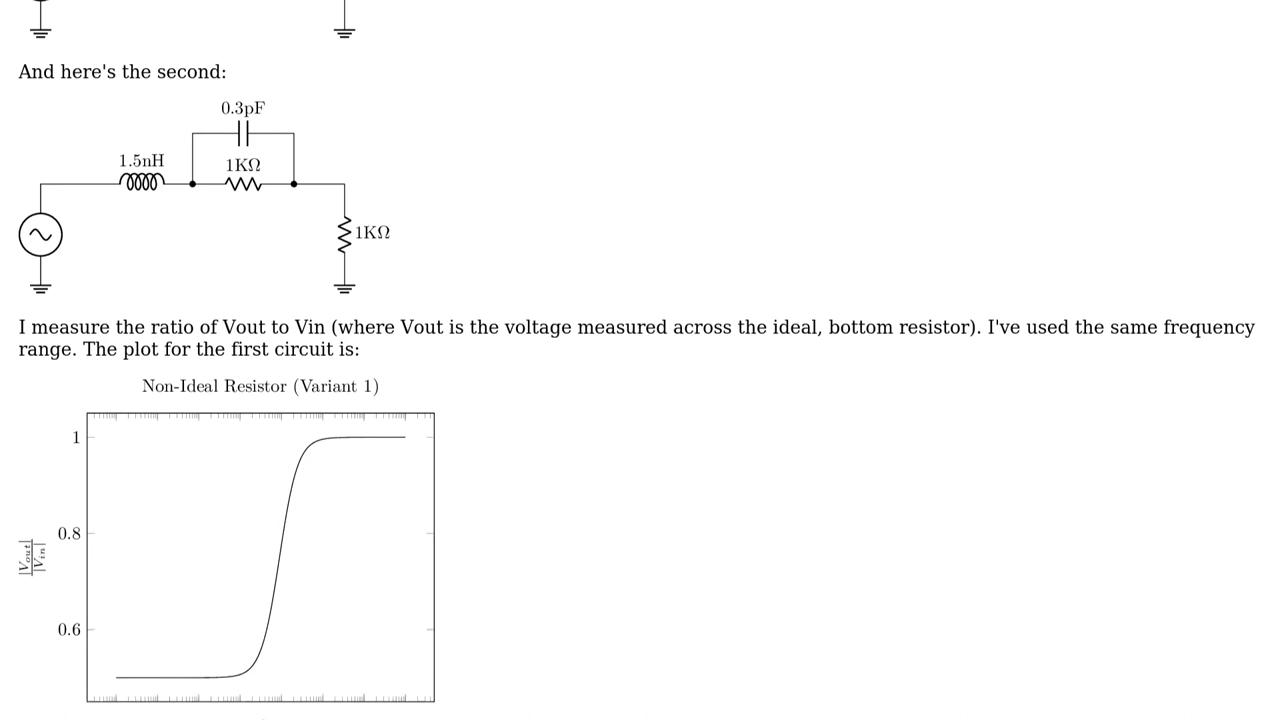 And here's the second:
0.3pF
1.5nH
1KΩ
1KΩ
I measure the ratio of Vout to Vin (where Vout is the voltage measured across the ideal, bottom resistor). I've used the same frequency
range. The plot for the first circuit is:
Non-Ideal Resistor (Variant 1)
1
0.8
|Vout|
|Vin|
0.6